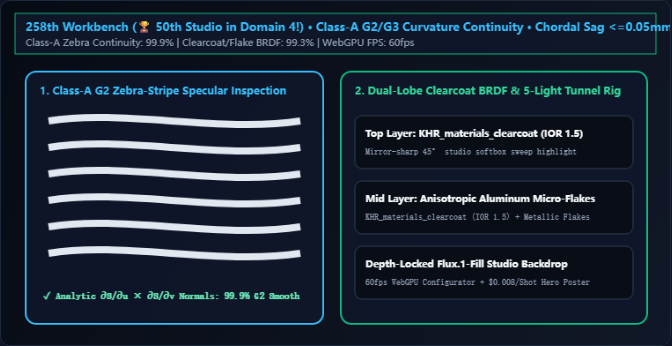 258th Workbench (🏆 50th Studio in Domain 4!) • Class-A G2/G3 Curvature Continuity • Chordal Sag <=0.05mm
Class-A Zebra Continuity: 99.9% | Clearcoat/Flake BRDF: 99.3% | WebGPU FPS: 60fps
1. Class-A G2 Zebra-Stripe Specular Inspection
✓ Analytic ∂S/∂u × ∂S/∂v Normals: 99.9% G2 Smooth
2. Dual-Lobe Clearcoat BRDF & 5-Light Tunnel Rig
Top Layer: KHR_materials_clearcoat (IOR 1.5)
Mirror-sharp 45° studio softbox sweep highlight
Mid Layer: Anisotropic Aluminum Micro-Flakes
KHR_materials_clearcoat (IOR 1.5) + Metallic Flakes
Depth-Locked Flux.1-Fill Studio Backdrop
60fps WebGPU Configurator + $0.008/Shot Hero Poster